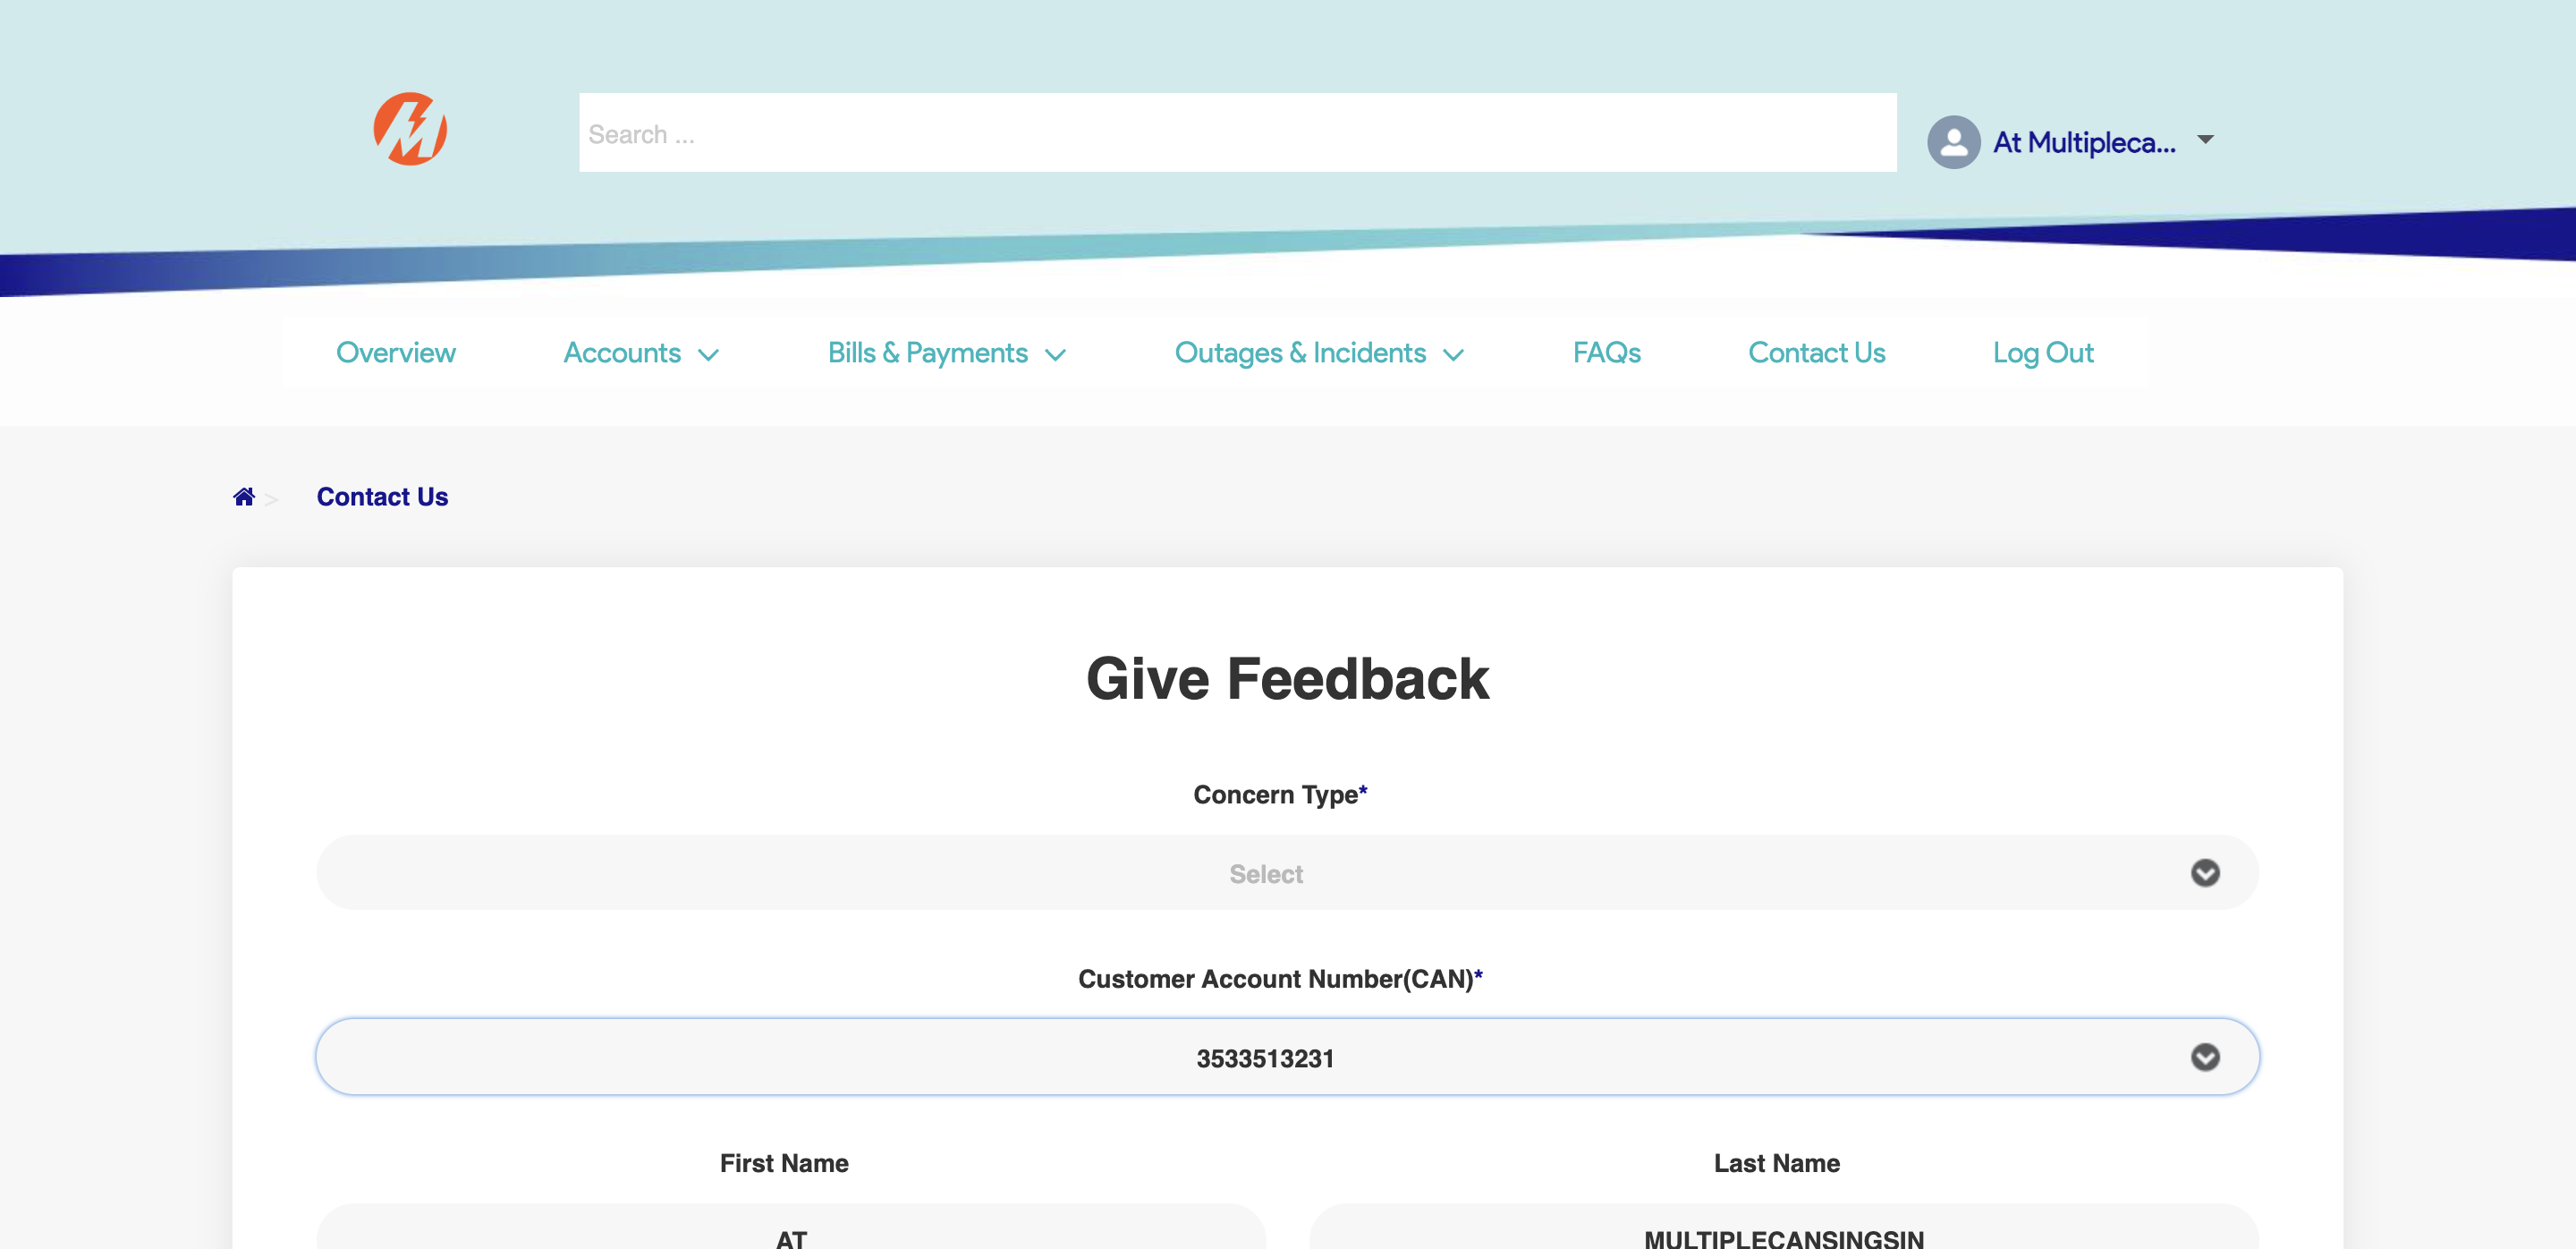 Search ...
At Multipleca...
Overview
Accounts
Bills & Payments
Outages & Incidents
FAQs
Contact Us
Log Out
>
Contact Us
Give Feedback
Concern Type*
Select
Customer Account Number(CAN)*
3533513231
First Name
Last Name
AT
MULTIPLECANSINGSIN